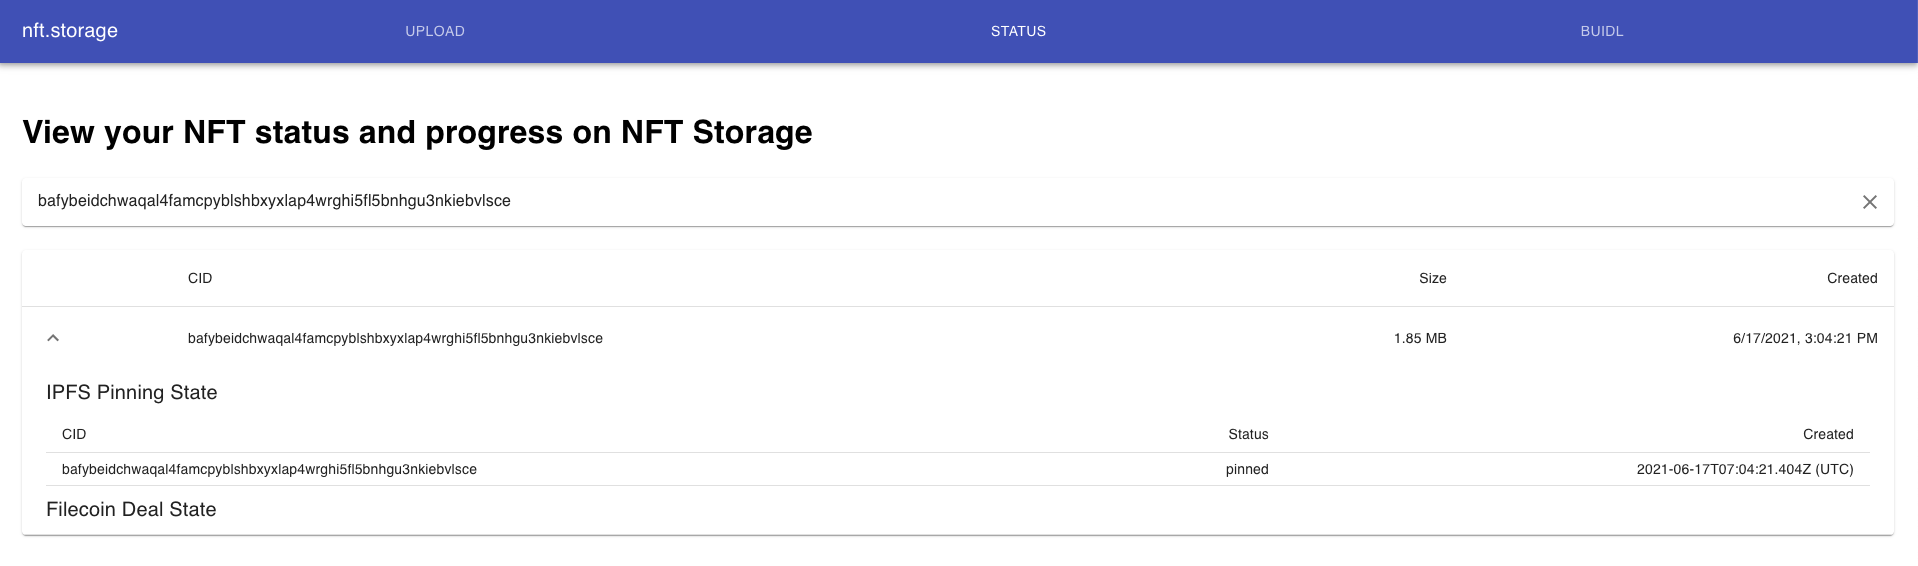 nft.storage UPLOAD STATUS BUIDL
View your NFT status and progress on NFT Storage
bafybeidchwaqal4famcpyblshbxyxlap4wrghi5fl5bnhgu3nkiebvlsce
CID Size Created
bafybeidchwaqal4famcpyblshbxyxlap4wrghi5fl5bnhgu3nkiebvlsce 1.85 MB 6/17/2021, 3:04:21 PM
IPFS Pinning State
CID Status Created
bafybeidchwaqal4famcpyblshbxyxlap4wrghi5fl5bnhgu3nkiebvlsce pinned 2021-06-17T07:04:21.404Z (UTC)
Filecoin Deal State